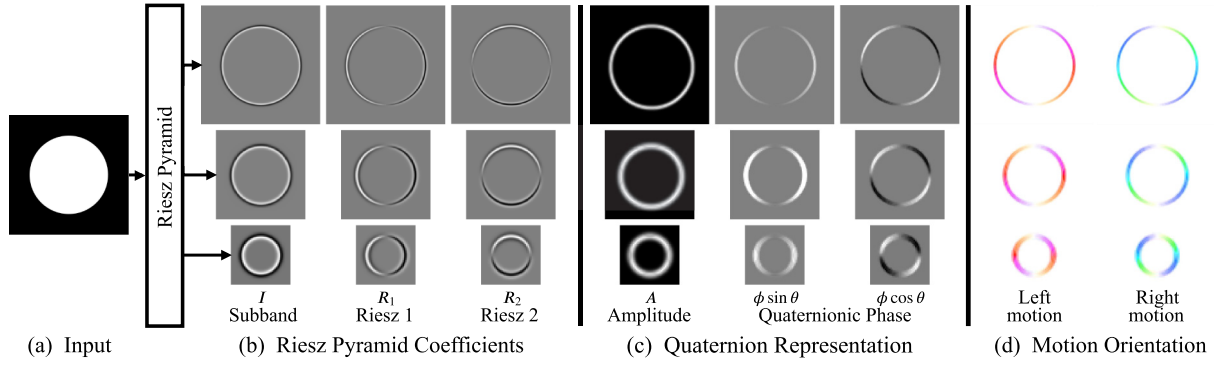 Riesz Pyramid
I
R₁
R₂
A
ϕ sin θ
ϕ cos θ
Subband
Riesz 1
Riesz 2
Amplitude
Quaternionic Phase
Left
motion
Right
motion
(a) Input
(b) Riesz Pyramid Coefficients
(c) Quaternion Representation
(d) Motion Orientation